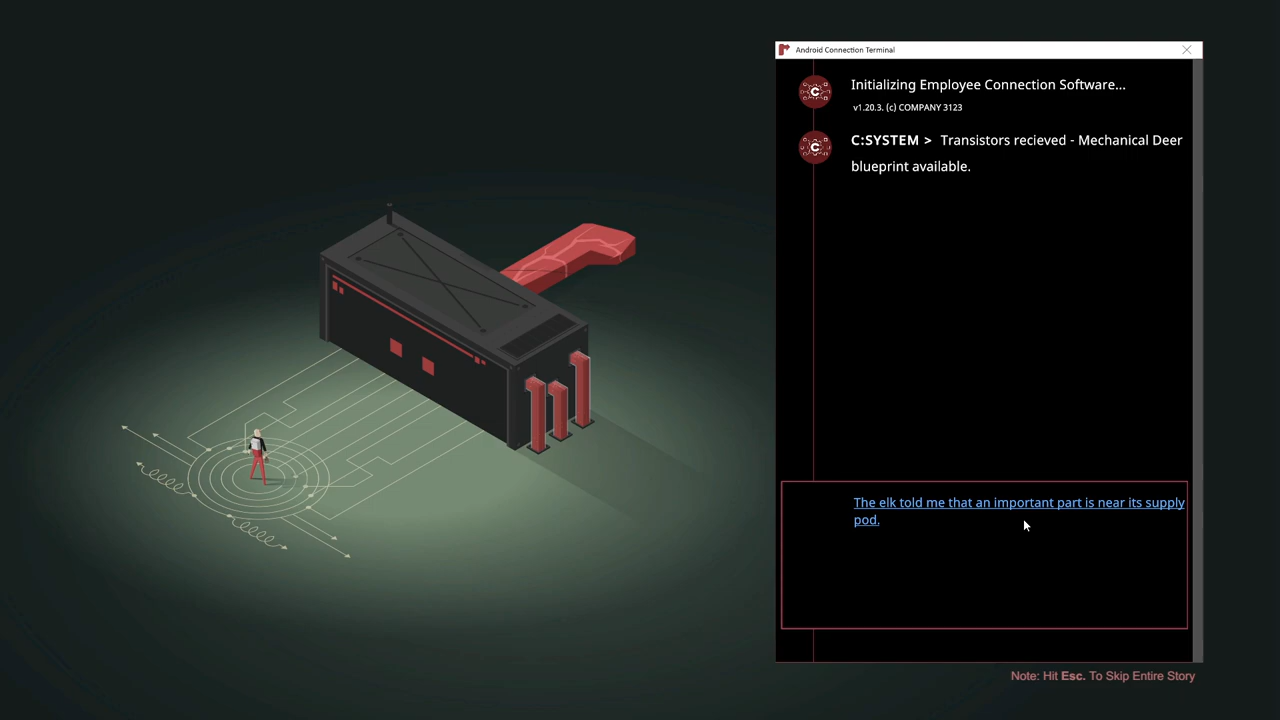 Android Connection Terminal
Initializing Employee Connection Software...
v1.20.3. (c) COMPANY 3123
C:SYSTEM > Transistors recieved - Mechanical Deer
blueprint available.
The elk told me that an important part is near its supply
pod.
Note: Hit Esc. To Skip Entire Story